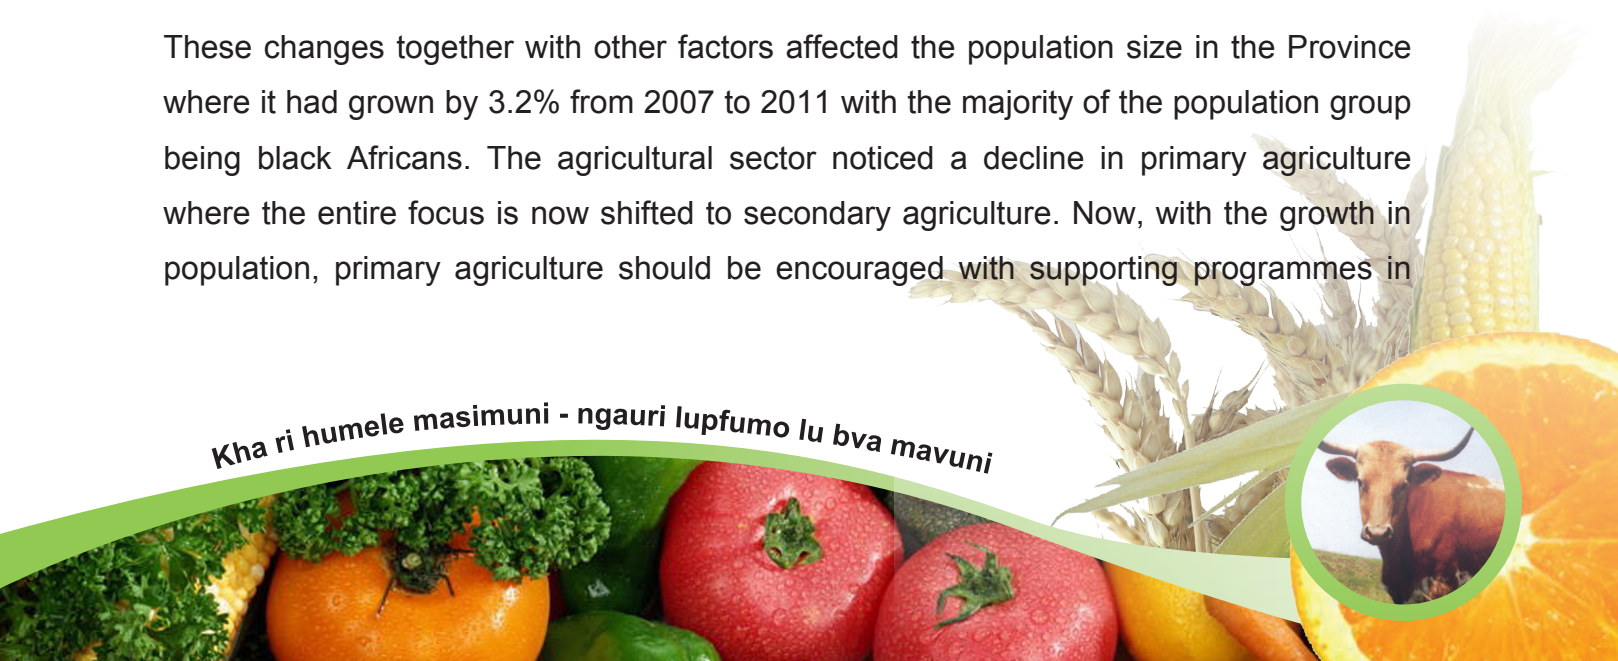 These changes together with other factors affected the population size in the Province
where it had grown by 3.2% from 2007 to 2011 with the majority of the population group
being black Africans. The agricultural sector noticed a decline in primary agriculture
where the entire focus is now shifted to secondary agriculture. Now, with the growth in
population, primary agriculture should be encouraged with supporting programmes in
Kha ri humele masimuni - ngauri lupfumo lu bva mavuni